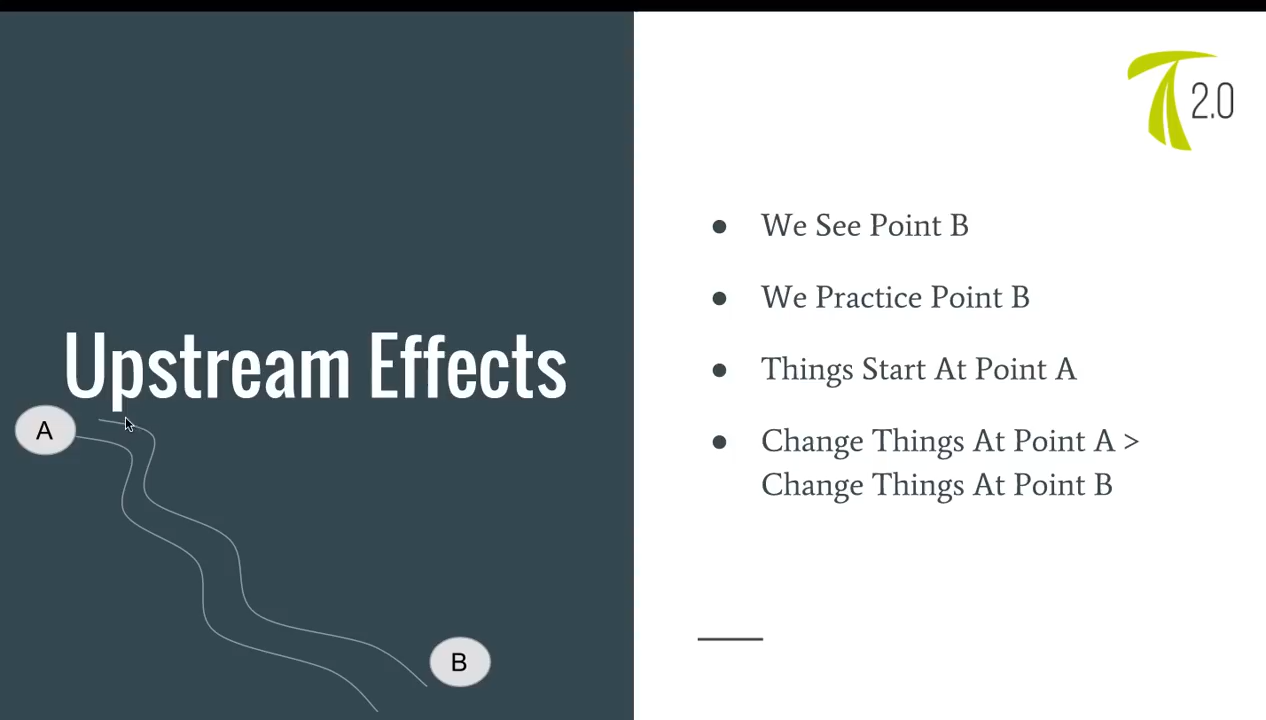 Upstream Effects
A
B
2.0
We See Point B
We Practice Point B
Things Start At Point A
Change Things At Point A >
Change Things At Point B